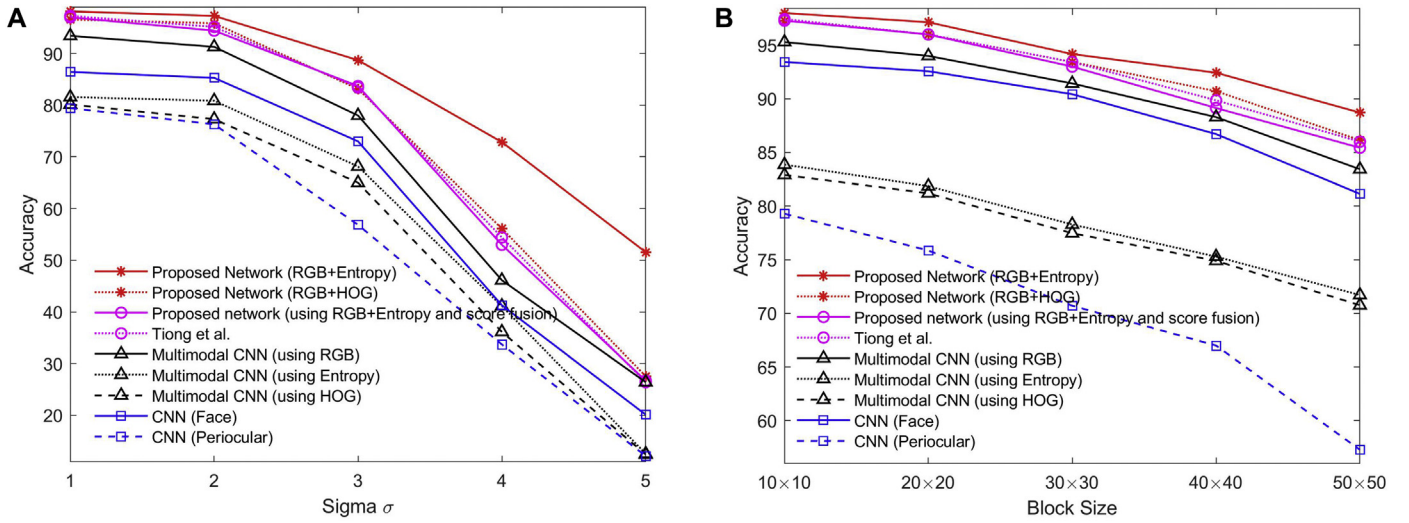 A
Accuracy
90
80
70
60
50
40
30
20
Proposed Network (RGB+Entropy)
Proposed Network (RGB+HOG)
Proposed network (using RGB+Entropy and score fusion)
Tiong et al.
Multimodal CNN (using RGB)
Multimodal CNN (using Entropy)
Multimodal CNN (using HOG)
CNN (Face)
CNN (Periocular)
1 2 3 4 5
Sigma σ
B
Accuracy
95
90
85
80
75
70
65
60
Proposed Network (RGB+Entropy)
Proposed Network (RGB+HOG)
Proposed network (using RGB+Entropy and score fusion)
Tiong et al.
Multimodal CNN (using RGB)
Multimodal CNN (using Entropy)
Multimodal CNN (using HOG)
CNN (Face)
CNN (Periocular)
10×10 20×20 30×30 40×40 50×50
Block Size